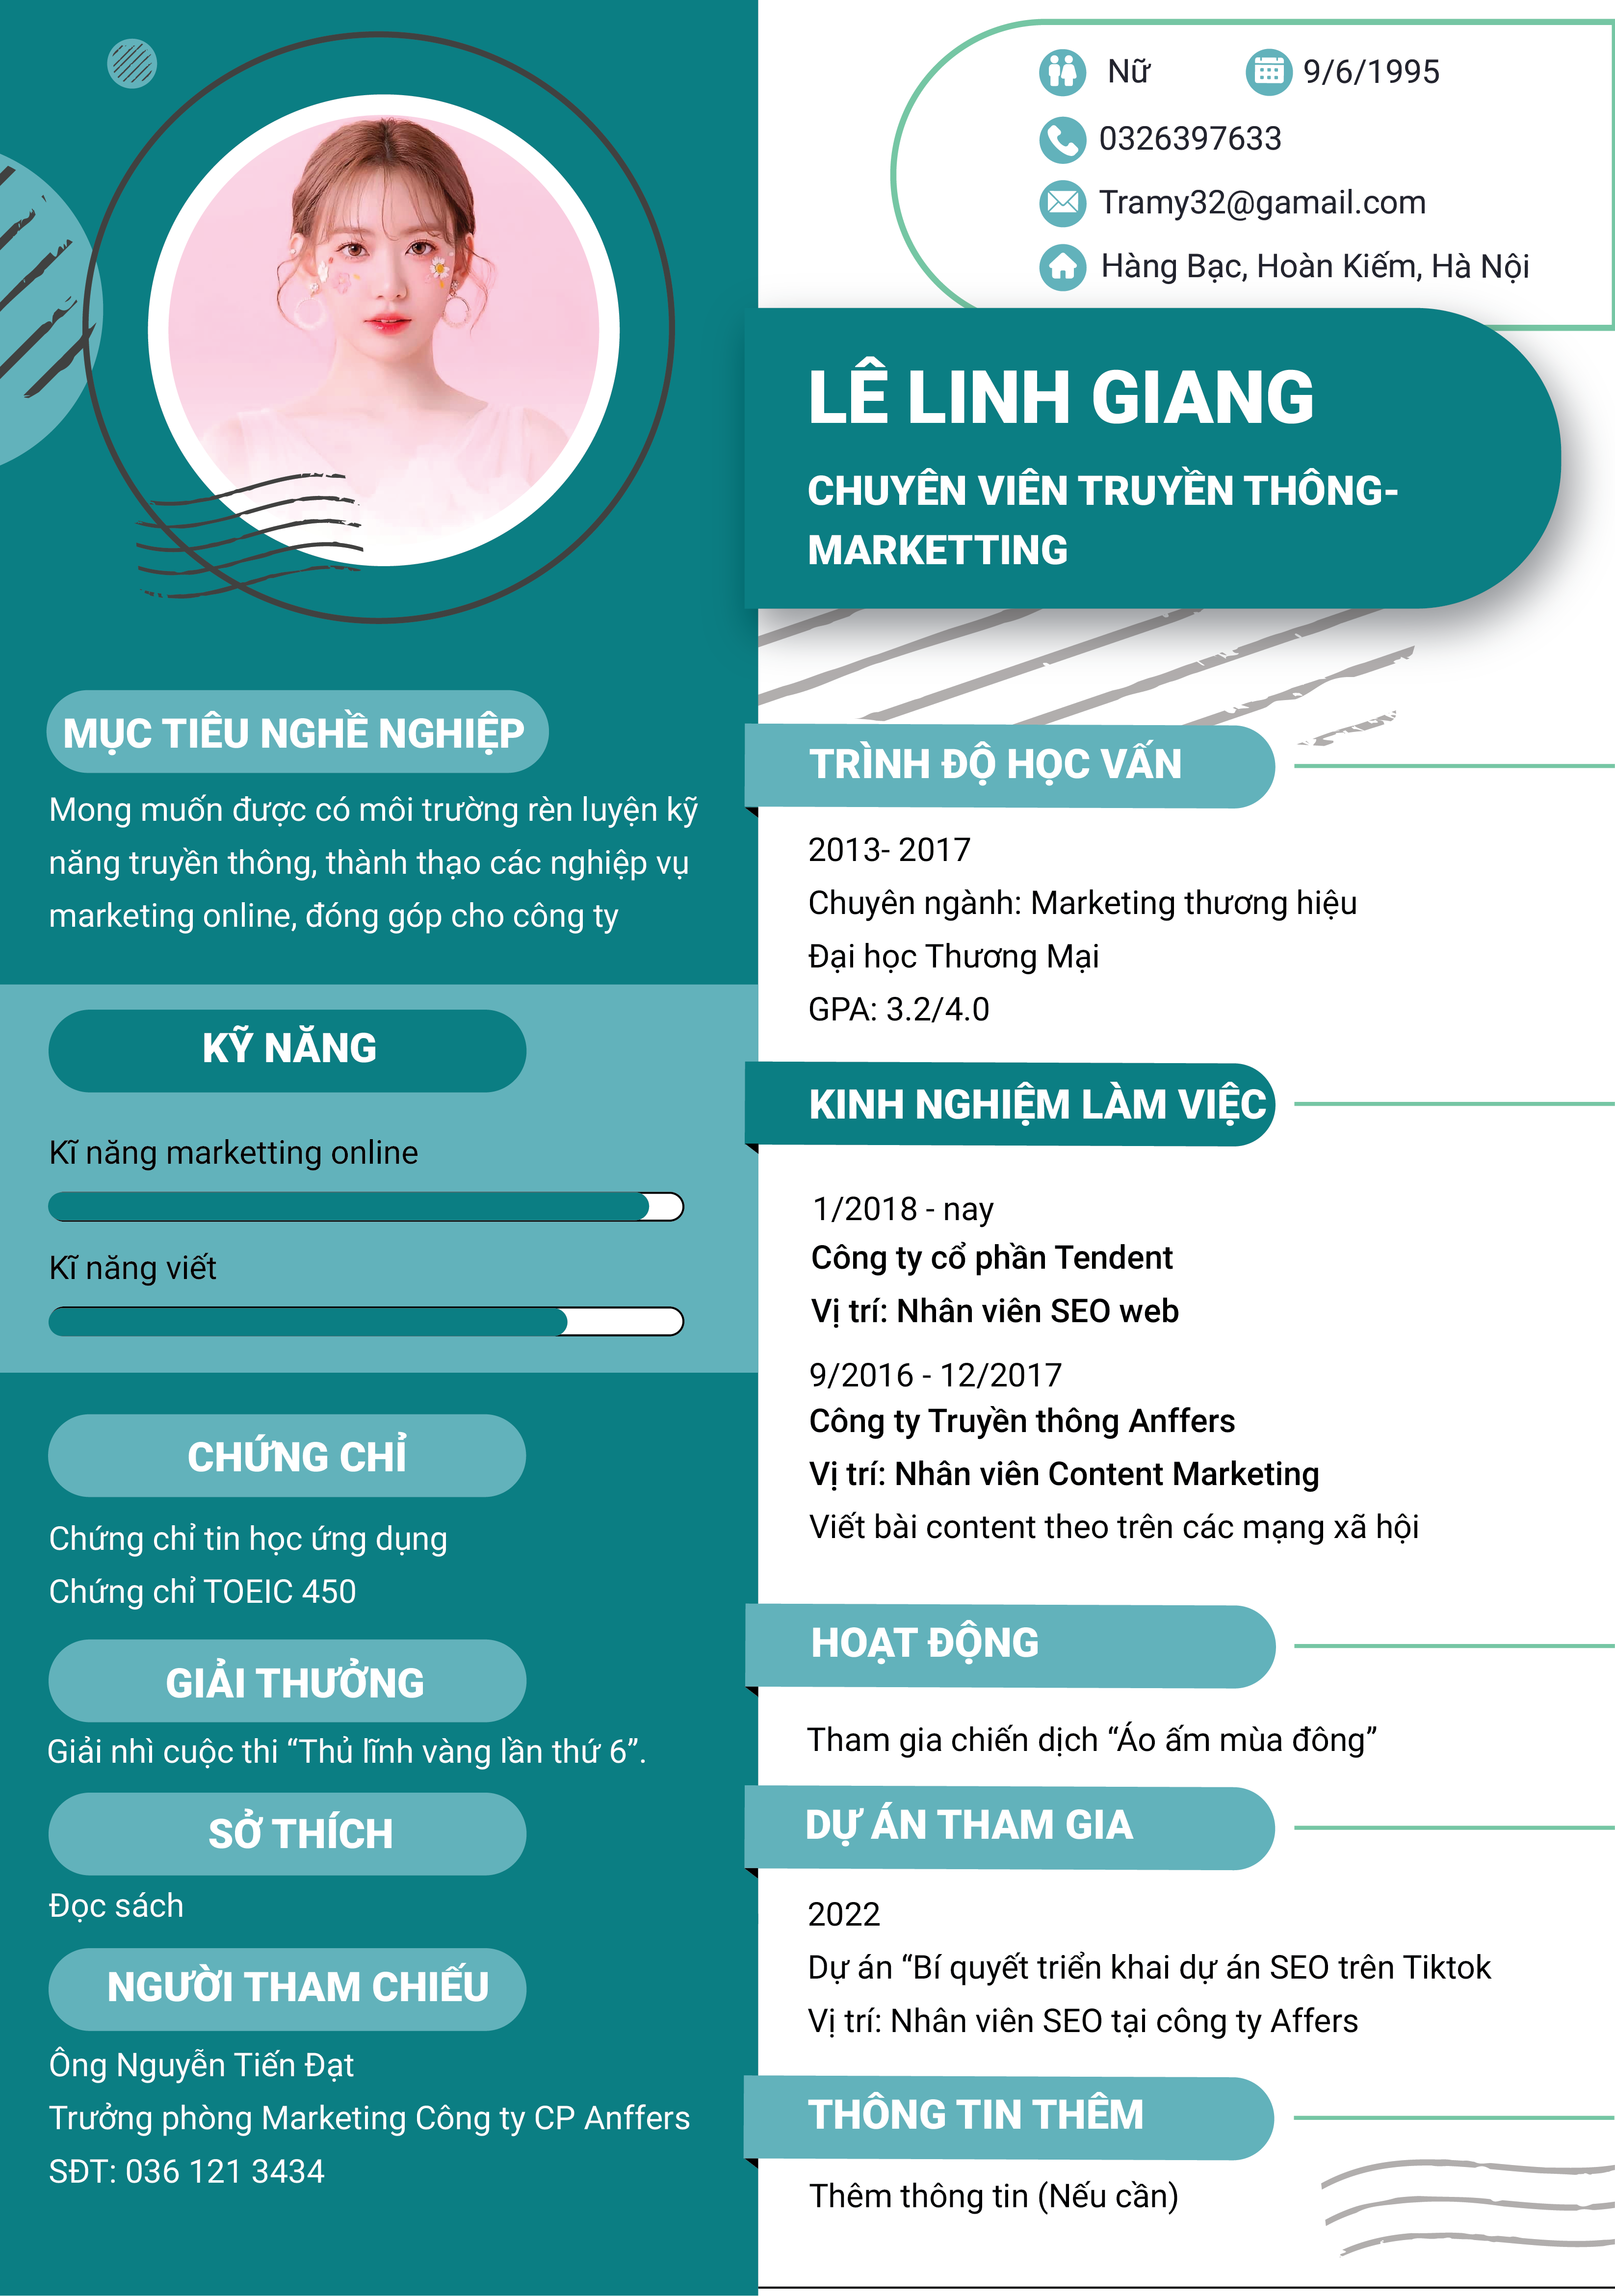 Nữ
9/6/1995
0326397633
Tramy32@gamail.com
Hàng Bạc, Hoàn Kiếm, Hà Nội
LÊ LINH GIANG
CHUYÊN VIÊN TRUYỀN THÔNG-
MARKETTING
MỤC TIÊU NGHỀ NGHIỆP
Mong muốn được có môi trường rèn luyện kỹ
năng truyền thông, thành thạo các nghiệp vụ
marketing online, đóng góp cho công ty
KỸ NĂNG
Kĩ năng marketting online
Kĩ năng viết
CHỨNG CHỈ
Chứng chỉ tin học ứng dụng
Chứng chỉ TOEIC 450
GIẢI THƯỞNG
Giải nhì cuộc thi “Thủ lĩnh vàng lần thứ 6”.
SỞ THÍCH
Đọc sách
NGƯỜI THAM CHIẾU
Ông Nguyễn Tiến Đạt
Trưởng phòng Marketing Công ty CP Anffers
SĐT: 036 121 3434
TRÌNH ĐỘ HỌC VẤN
2013- 2017
Chuyên ngành: Marketing thương hiệu
Đại học Thương Mại
GPA: 3.2/4.0
KINH NGHIỆM LÀM VIỆC
1/2018 - nay
Công ty cổ phần Tendent
Vị trí: Nhân viên SEO web
9/2016 - 12/2017
Công ty Truyền thông Anffers
Vị trí: Nhân viên Content Marketing
Viết bài content theo trên các mạng xã hội
HOẠT ĐỘNG
Tham gia chiến dịch “Áo ấm mùa đông”
DỰ ÁN THAM GIA
2022
Dự án “Bí quyết triển khai dự án SEO trên Tiktok
Vị trí: Nhân viên SEO tại công ty Affers
THÔNG TIN THÊM
Thêm thông tin (Nếu cần)